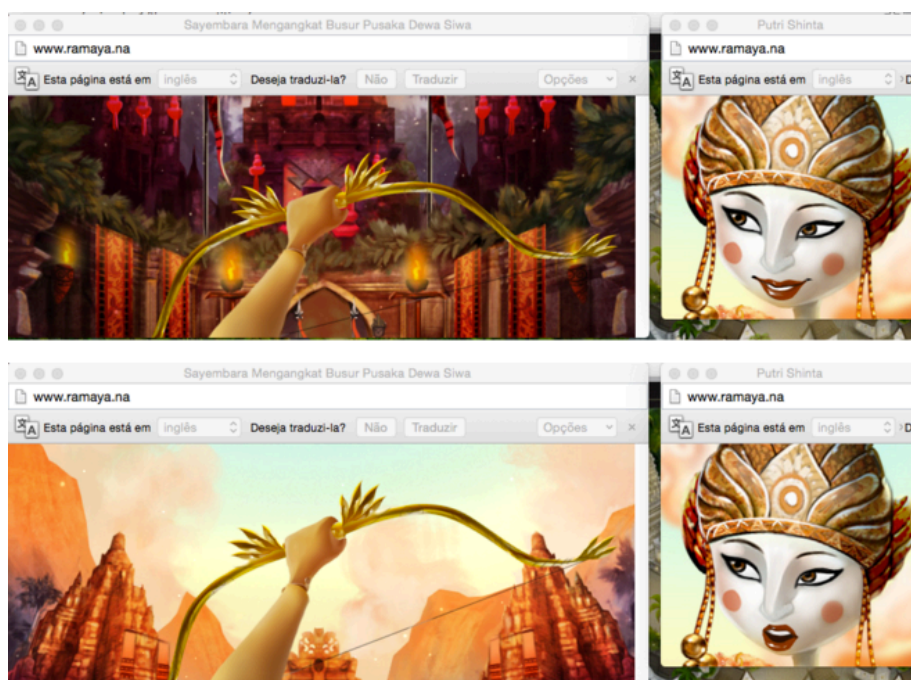 Sayembara Mengangkat Busur Pusaka Dewa Siwa
Putri Shinta
www.ramaya.na
www.ramaya.na
Esta página está em inglês Deseja traduzi-la? Não Traduzir Opções ×
Esta página está em inglês D
Sayembara Mengangkat Busur Pusaka Dewa Siwa
Putri Shinta
www.ramaya.na
www.ramaya.na
Esta página está em inglês Deseja traduzi-la? Não Traduzir Opções ×
Esta página está em inglês D